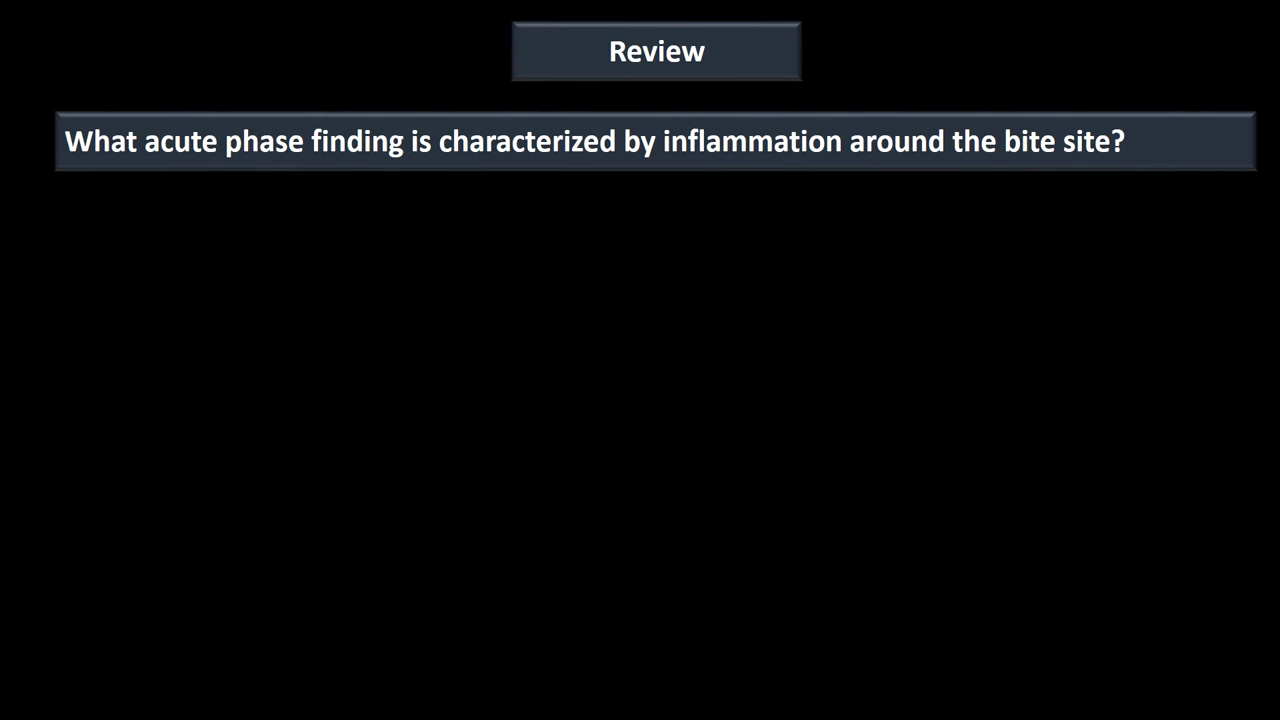 Review
What acute phase finding is characterized by inflammation around the bite site?